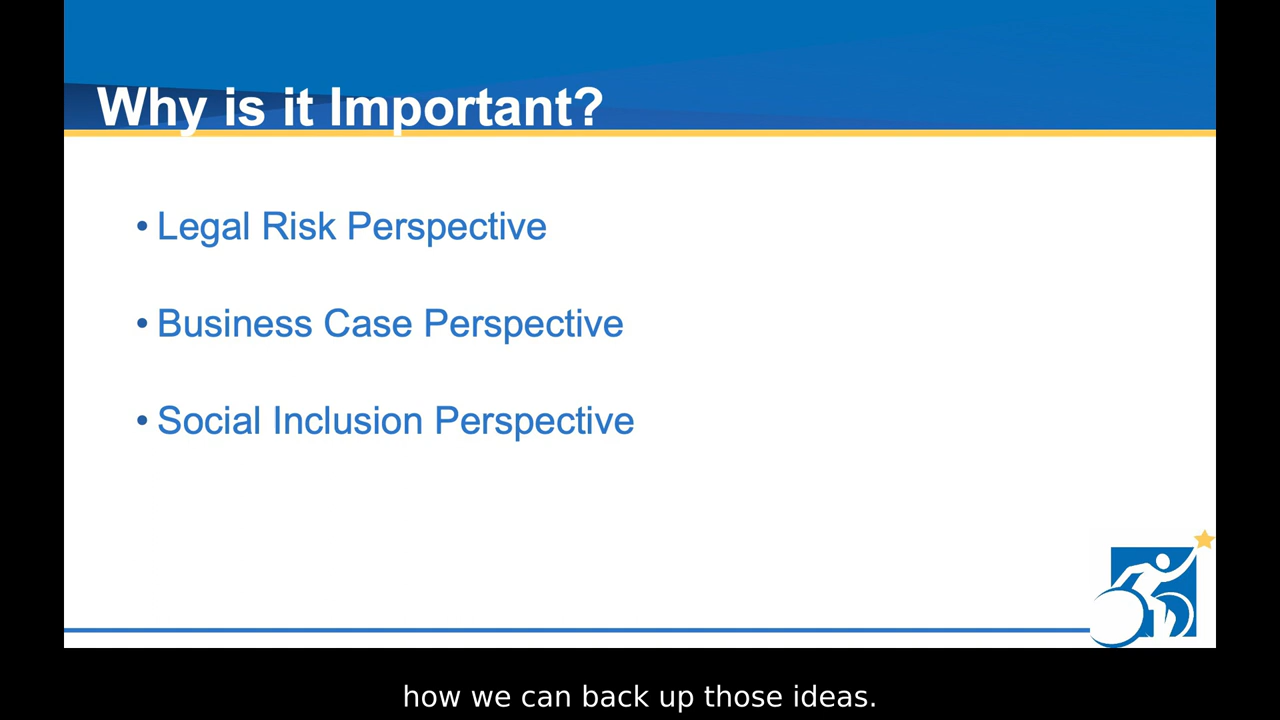 Why is it Important?
• Legal Risk Perspective
• Business Case Perspective
• Social Inclusion Perspective
how we can back up those ideas.